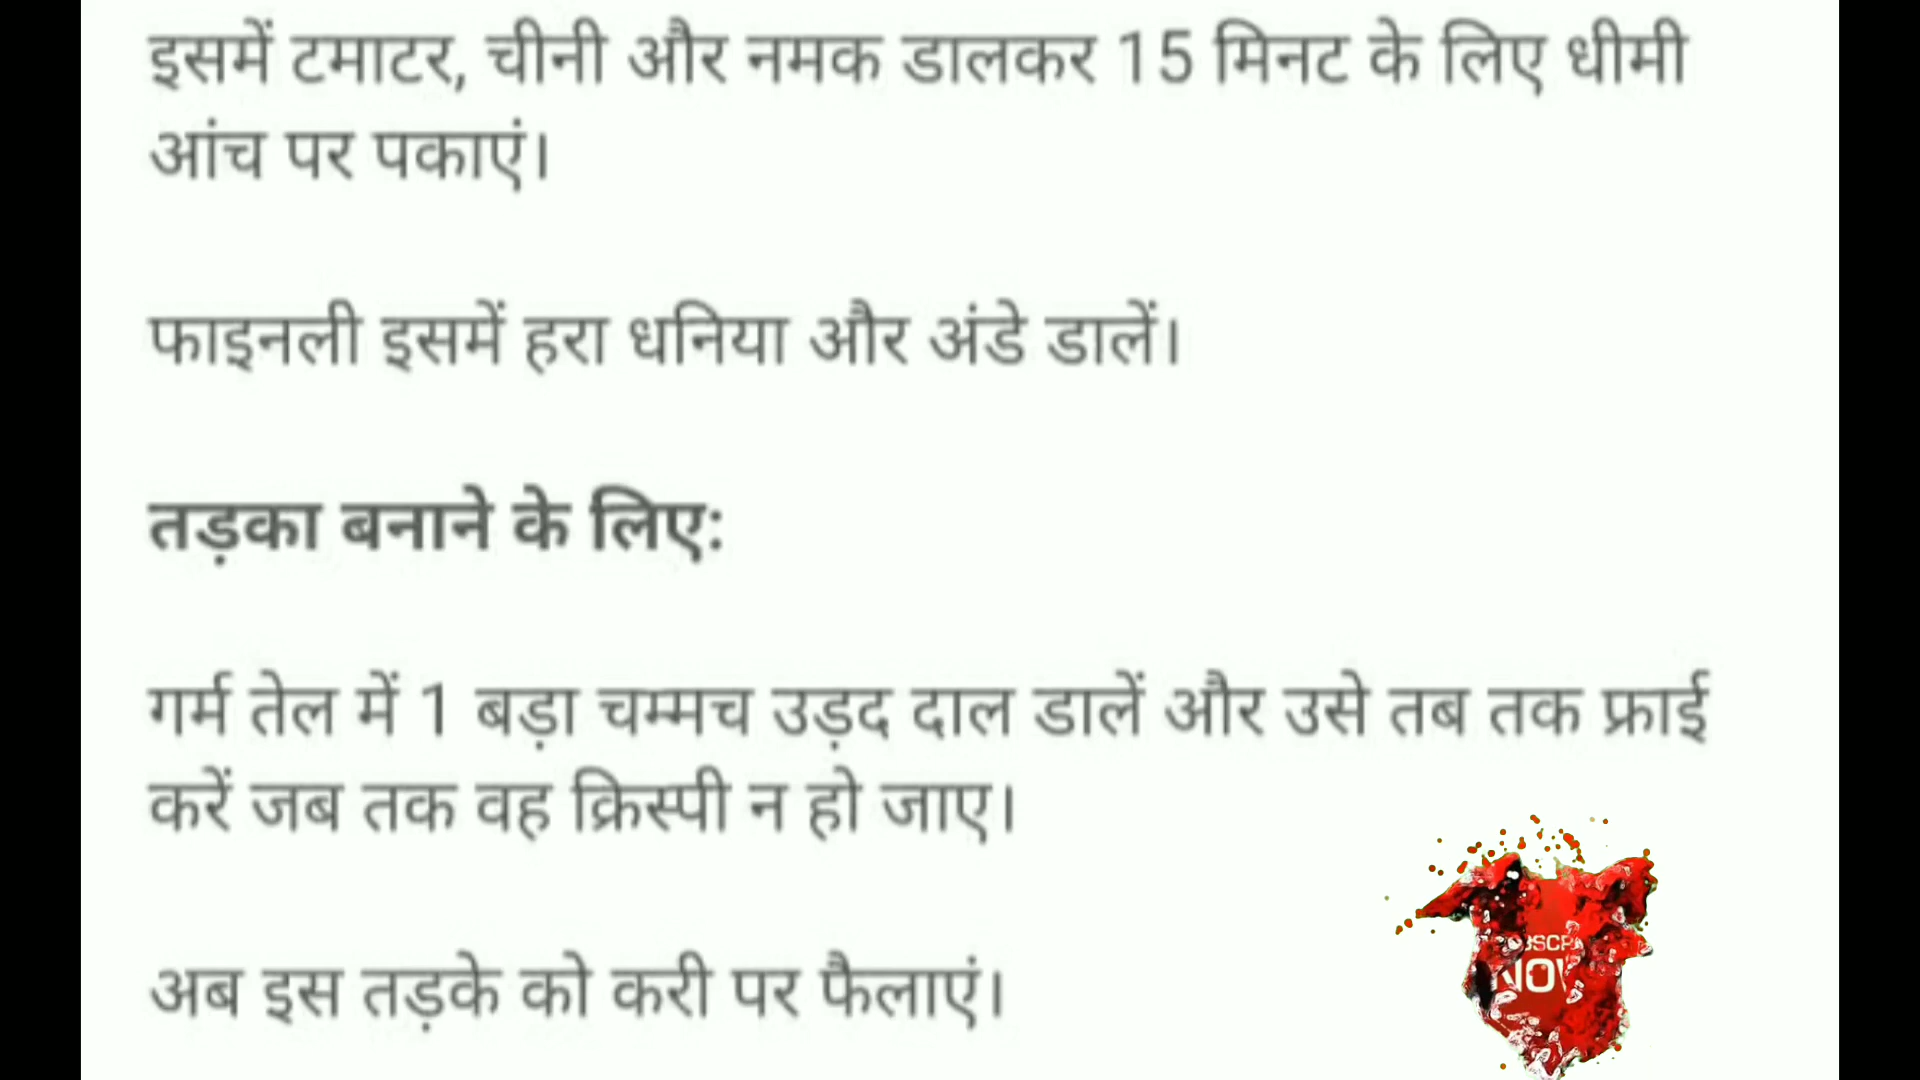 इसमें टमाटर, चीनी और नमक डालकर 15 मिनट के लिए धीमी
आंच पर पकाएं।
फाइनली इसमें हरा धनिया और अंडे डालें।
तड़का बनाने के लिए:
गर्म तेल में 1 बड़ा चम्मच उड़द दाल डालें और उसे तब तक फ्राई
करें जब तक वह क्रिस्पी न हो जाए।
अब इस तड़के को करी पर फैलाएं।